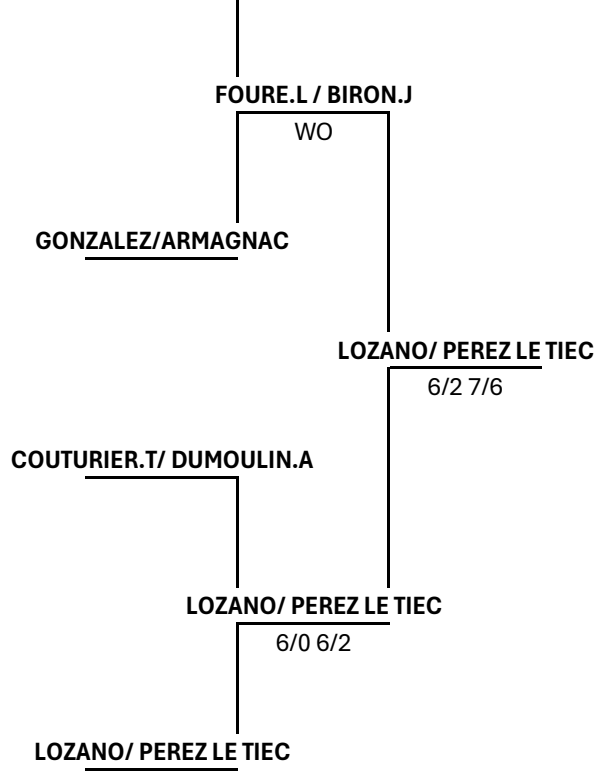 FOURE.L / BIRON.J
WO
GONZALEZ/ARMAGNAC
LOZANO/ PEREZ LE TIEC
6/2 7/6
COUTURIER.T/ DUMOULIN.A
LOZANO/ PEREZ LE TIEC
6/0 6/2
LOZANO/ PEREZ LE TIEC